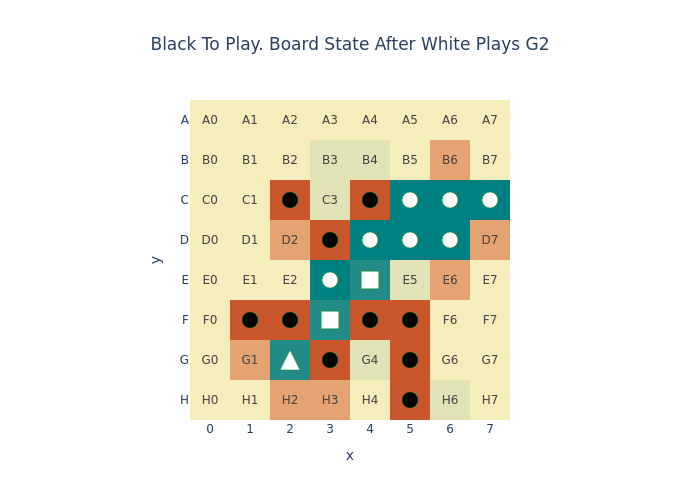 Black To Play. Board State After White Plays G2
A A0 A1 A2 A3 A4 A5 A6 A7
B B0 B1 B2 B3 B4 B5 B6 B7
C C0 C1 C3
D D0 D1 D2 D7
E E0 E1 E2 E5 E6 E7
F F0 F6 F7
G G0 G1 G4 G6 G7
H H0 H1 H2 H3 H4 H6 H7
0 1 2 3 4 5 6 7
x
y